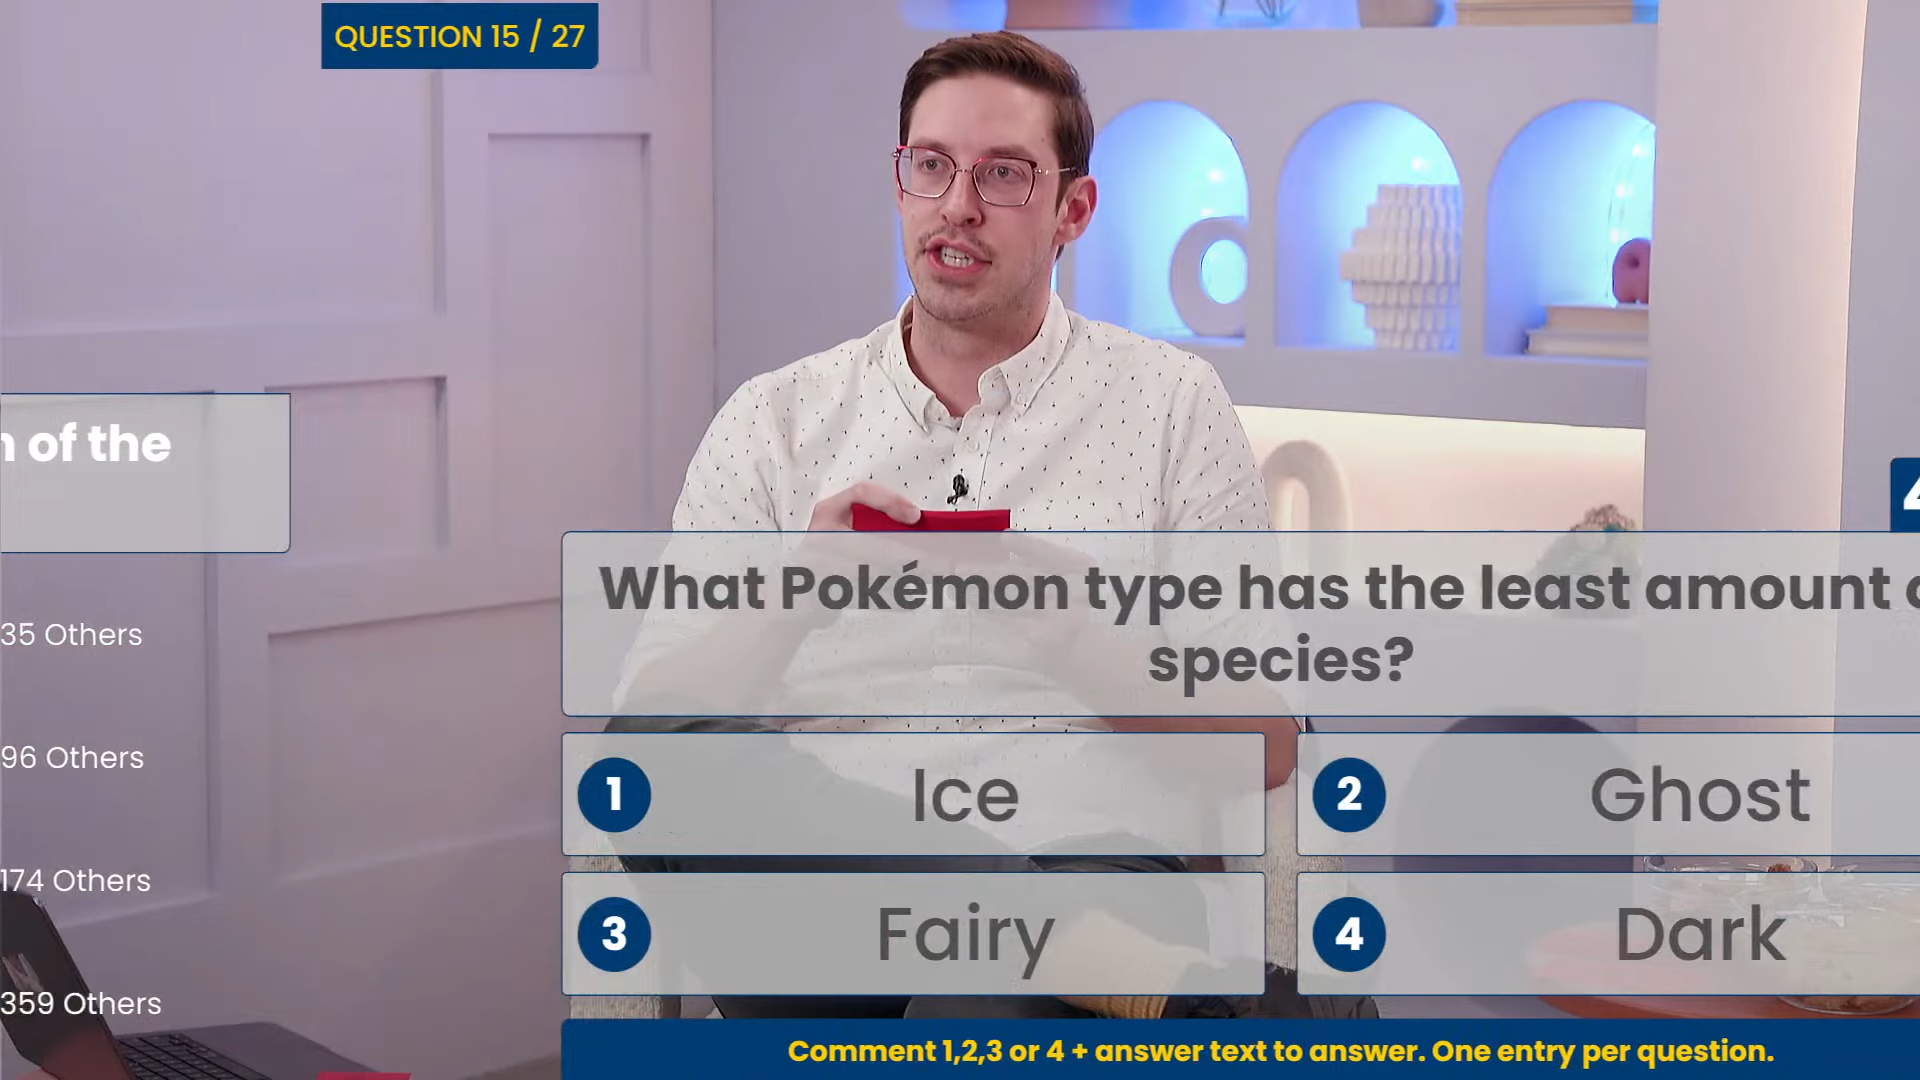 QUESTION 15 / 27
of the
35 Others
96 Others
174 Others
359 Others
4
What Pokémon type has the least amount
species?
1 Ice
2 Ghost
3 Fairy
4 Dark
Comment 1,2,3 or 4 + answer text to answer. One entry per question.